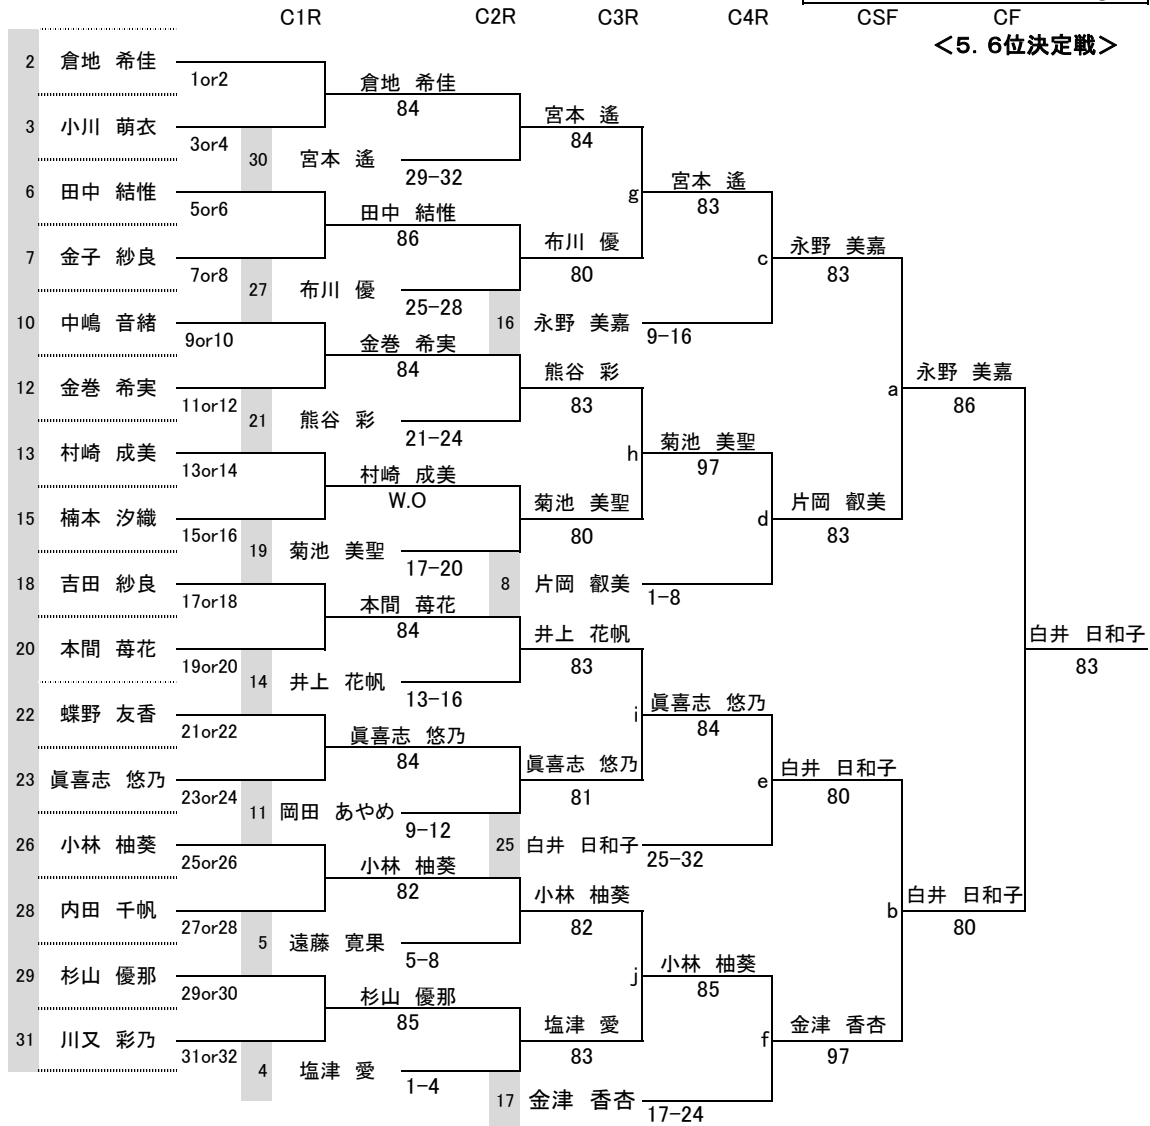 C1R C2R C3R C4R CSF CF
＜5．6位決定戦＞
2 倉地 希佳
1or2
倉地 希佳
84
宮本 遙
84
3 小川 萌衣
3or4
30 宮本 遙
29-32
g
宮本 遙
83
6 田中 結惟
5or6
田中 結惟
86
布川 優
80
7 金子 紗良
7or8
27 布川 優
25-28
c
永野 美嘉
83
16 永野 美嘉
9-16
10 中嶋 音緒
9or10
金巻 希実
84
熊谷 彩
83
12 金巻 希実
11or12
21 熊谷 彩
21-24
a
永野 美嘉
86
h
菊池 美聖
97
13 村崎 成美
13or14
村崎 成美
W.O
菊池 美聖
80
15 楠本 汐織
15or16
19 菊池 美聖
17-20
d
片岡 叡美
83
8 片岡 叡美
1-8
18 吉田 紗良
17or18
本間 苺花
84
井上 花帆
83
20 本間 苺花
19or20
14 井上 花帆
13-16
白井 日和子
83
i
眞喜志 悠乃
84
22 蝶野 友香
21or22
眞喜志 悠乃
84
眞喜志 悠乃
81
23 眞喜志 悠乃
23or24
11 岡田 あやめ
9-12
e
白井 日和子
80
25 白井 日和子
25-32
26 小林 柚葵
25or26
小林 柚葵
82
小林 柚葵
82
28 内田 千帆
27or28
5 遠藤 寛果
5-8
b
白井 日和子
80
j
小林 柚葵
85
29 杉山 優那
29or30
杉山 優那
85
塩津 愛
83
31 川又 彩乃
31or32
4 塩津 愛
1-4
f
金津 香杏
97
17 金津 香杏
17-24